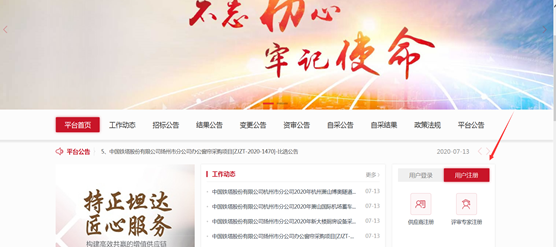 不忘初心
牢记使命
平台首页 工作动态 招标公告 结果公告 变更公告 资审公告 自采公告 自采结果 政策法规 平台公告
平台公告 5、中国铁塔股份有限公司扬州市分公司办公窗帘采购项目(ZJZT-2020-1470)-比选公告 2020-07-13
持正坦达
匠心服务
构建高效共赢的增值供应链
工作动态 更多
中国铁塔股份有限公司杭州市分公司2020年杭州萧山博奥隧道... 07-13
中国铁塔股份有限公司杭州市分公司2020年萧山国际机场塞车... 07-13
中国铁塔股份有限公司杭州市分公司2020年新大楼厨房设备采... 07-13
中国铁塔股份有限公司扬州市分公司办公窗帘采购项目(ZJZT-... 07-13
用户登录 用户注册
供应商注册 评审专家注册